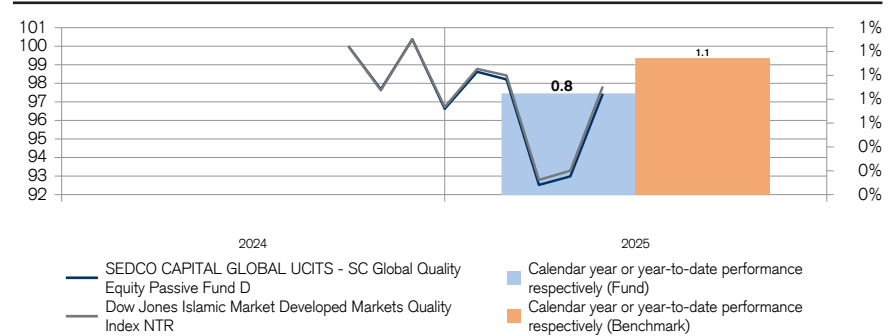 101
100
99
98
97
96
95
94
93
92
1%
1%
1%
1%
1%
0%
0%
0%
0.8
1.1
2024
2025
SEDCO CAPITAL GLOBAL UCITS - SC Global Quality
Equity Passive Fund D
Dow Jones Islamic Market Developed Markets Quality
Index NTR
Calendar year or year-to-date performance
respectively (Fund)
Calendar year or year-to-date performance
respectively (Benchmark)